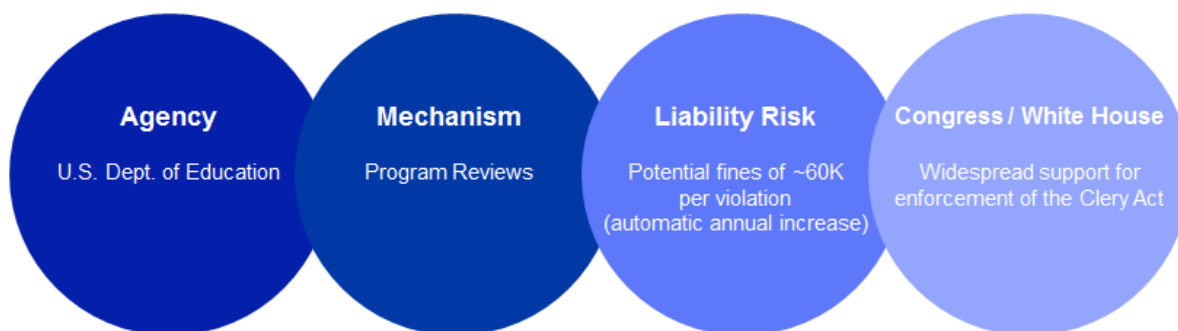 Agency
U.S. Dept. of Education
Mechanism
Program Reviews
Liability Risk
Potential fines of ~60K
per violation
(automatic annual increase)
Congress / White House
Widespread support for
enforcement of the Clery Act